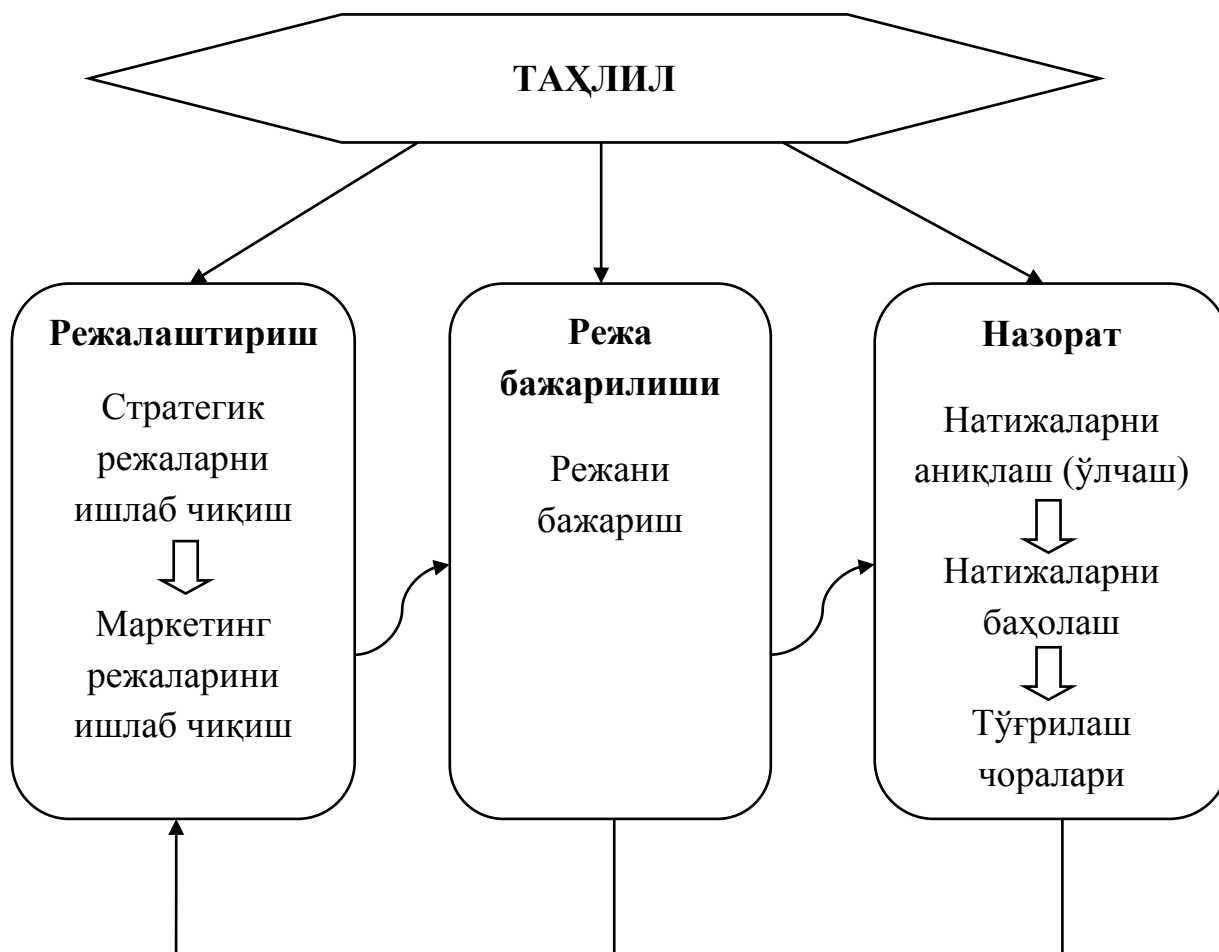 ТАҲЛИЛ
Режалаштириш
Стратегик
режаларни
ишлаб чиқиш
Маркетинг
режаларини
ишлаб чиқиш
Режа
бажарилиши
Режани
бажариш
Назорат
Натижаларни
аниқлаш (ўлчаш)
Натижаларни
баҳолаш
Тўғрилаш
чоралари